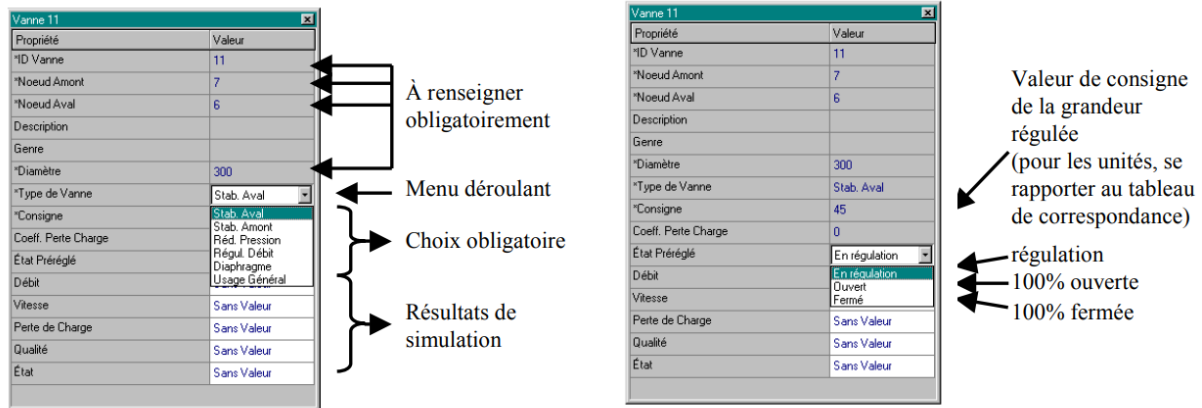 Vanne 11
Propriété Valeur
*ID Vanne 11
*Noeud Amont 7
*Noeud Aval 6
Description
Genre
*Diamètre 300
*Type de Vanne Stab. Aval
*Consigne Stab. Aval
Stab. Amont
Coeff. Perte Charge Réd. Pression
Régul. Débit
État Préréglé Diaphragme
Usage Général
Débit
Vitesse Sans Valeur
Perte de Charge Sans Valeur
Qualité Sans Valeur
État Sans Valeur
À renseigner
obligatoirement
Menu déroulant
Choix obligatoire
Résultats de
simulation
Vanne 11
Propriété Valeur
*ID Vanne 11
*Noeud Amont 7
*Noeud Aval 6
Description
Genre
*Diamètre 300
*Type de Vanne Stab. Aval
*Consigne 45
Coeff. Perte Charge 0
État Préréglé En régulation
Débit En régulation
Ouvert
Vitesse Fermé
Perte de Charge Sans Valeur
Qualité Sans Valeur
État Sans Valeur
Valeur de consigne
de la grandeur
régulée
(pour les unités, se
rapporter au tableau
de correspondance)
régulation
100% ouverte
100% fermée